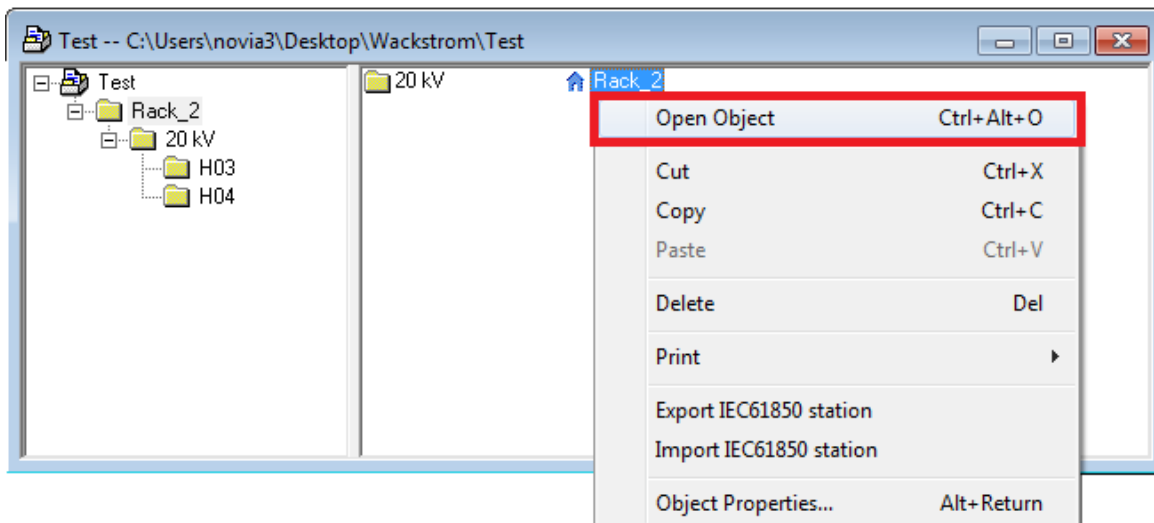 Test -- C:\Users\novia3\Desktop\Wackstrom\Test
Test
Rack_2
20 kV
H03
H04
20 kV
Rack_2
Open Object Ctrl+Alt+O
Cut Ctrl+X
Copy Ctrl+C
Paste Ctrl+V
Delete Del
Print
Export IEC61850 station
Import IEC61850 station
Object Properties... Alt+Return